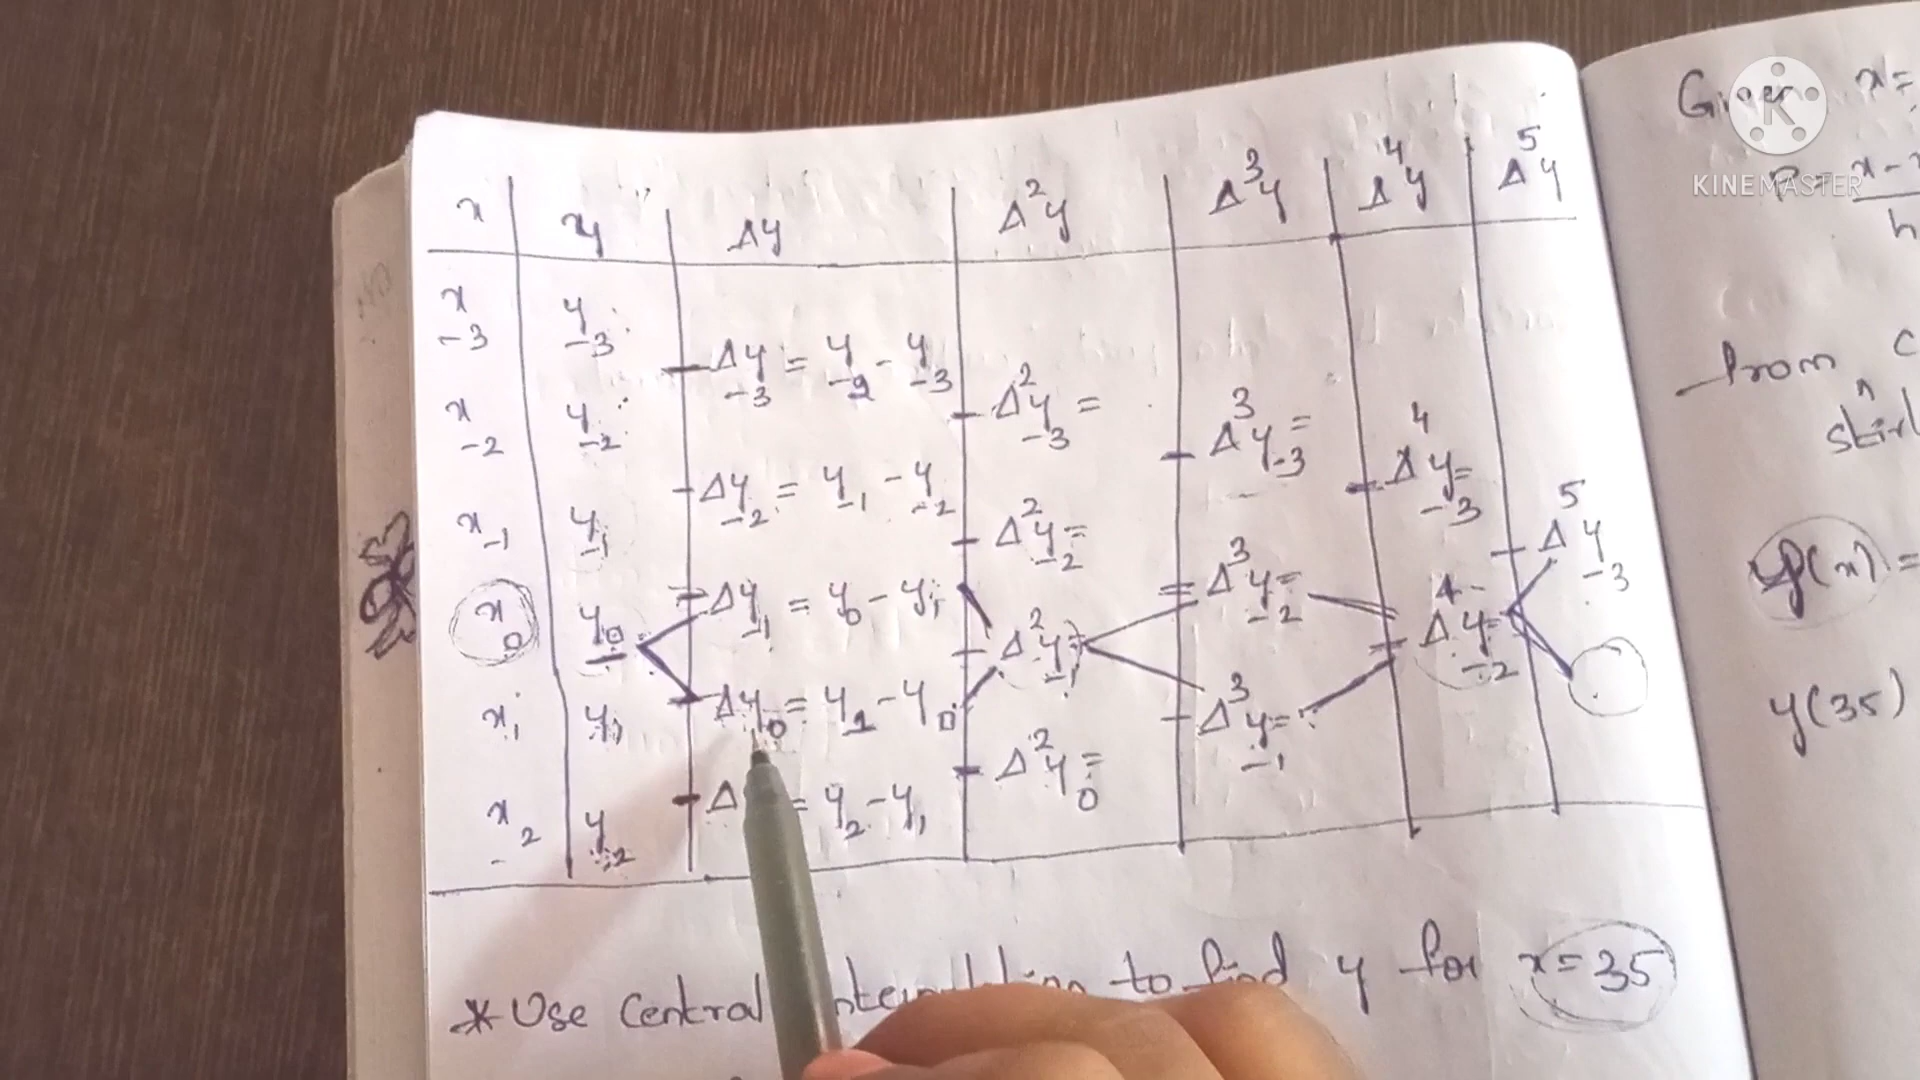 x y Δy Δ²y Δ³y Δ⁴y Δ⁵y
x₋₃ y₋₃
Δy₋₃ = y₋₂ - y₋₃
x₋₂ y₋₂ Δ²y₋₃ =
Δy₋₂ = y₋₁ - y₋₂ Δ³y₋₃ =
x₋₁ y₋₁ Δ²y₋₂ = Δ⁴y₋₃ =
Δy₋₁ = y₀ - y₋₁ Δ³y₋₂ = Δ⁵y₋₃
x₀ y₀ Δ²y₋₁ = Δ⁴y₋₂ =
Δy₀ = y₁ - y₀ Δ³y₋₁ =
x₁ y₁ Δ²y₀ =
Δ = y₂ - y₁
x₂ y₂
* Use Central to find y for x = 35
Given x =
P = x -
h
from
y(x) =
y(35)
K
KINEMASTER